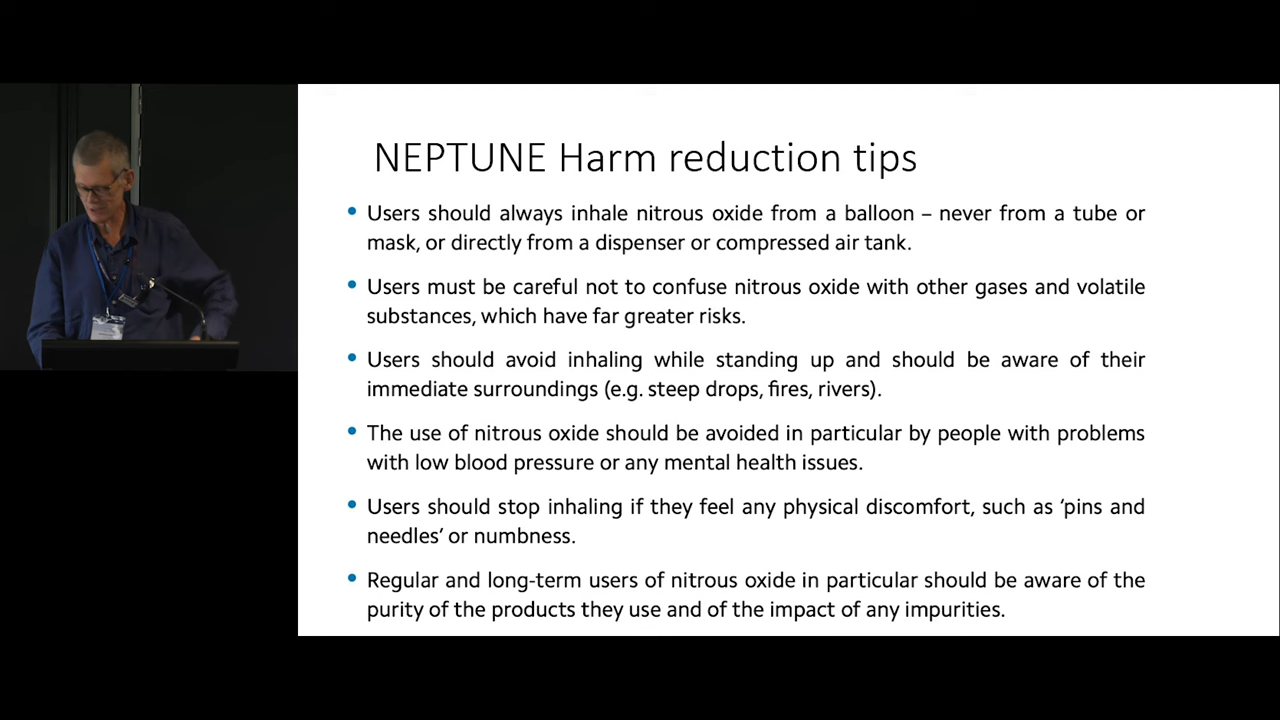 NEPTUNE Harm reduction tips
• Users should always inhale nitrous oxide from a balloon – never from a tube or
mask, or directly from a dispenser or compressed air tank.
• Users must be careful not to confuse nitrous oxide with other gases and volatile
substances, which have far greater risks.
• Users should avoid inhaling while standing up and should be aware of their
immediate surroundings (e.g. steep drops, fires, rivers).
• The use of nitrous oxide should be avoided in particular by people with problems
with low blood pressure or any mental health issues.
• Users should stop inhaling if they feel any physical discomfort, such as ‘pins and
needles’ or numbness.
• Regular and long-term users of nitrous oxide in particular should be aware of the
purity of the products they use and of the impact of any impurities.